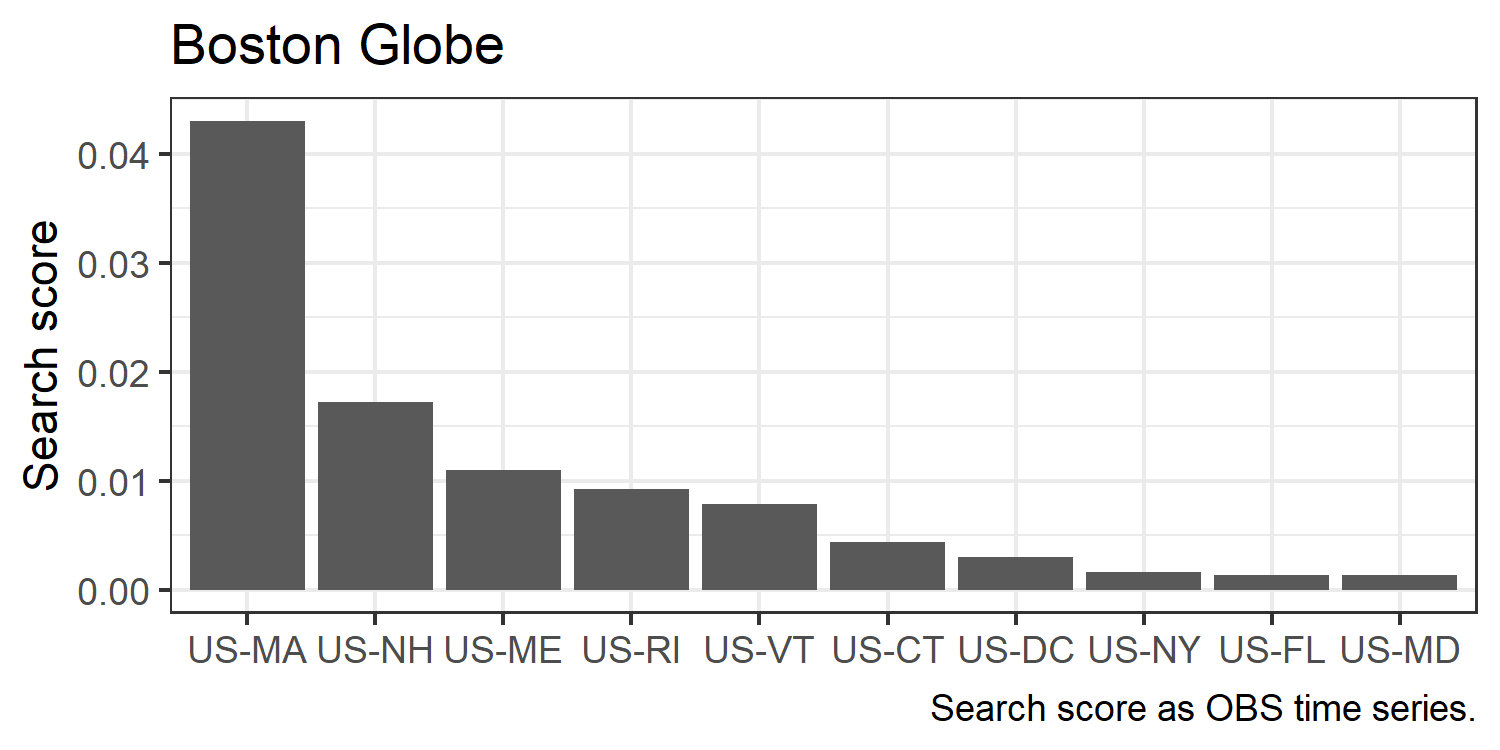 Boston Globe
Search score
0.04
0.03
0.02
0.01
0.00
US-MA US-NH US-ME US-RI US-VT US-CT US-DC US-NY US-FL US-MD
Search score as OBS time series.